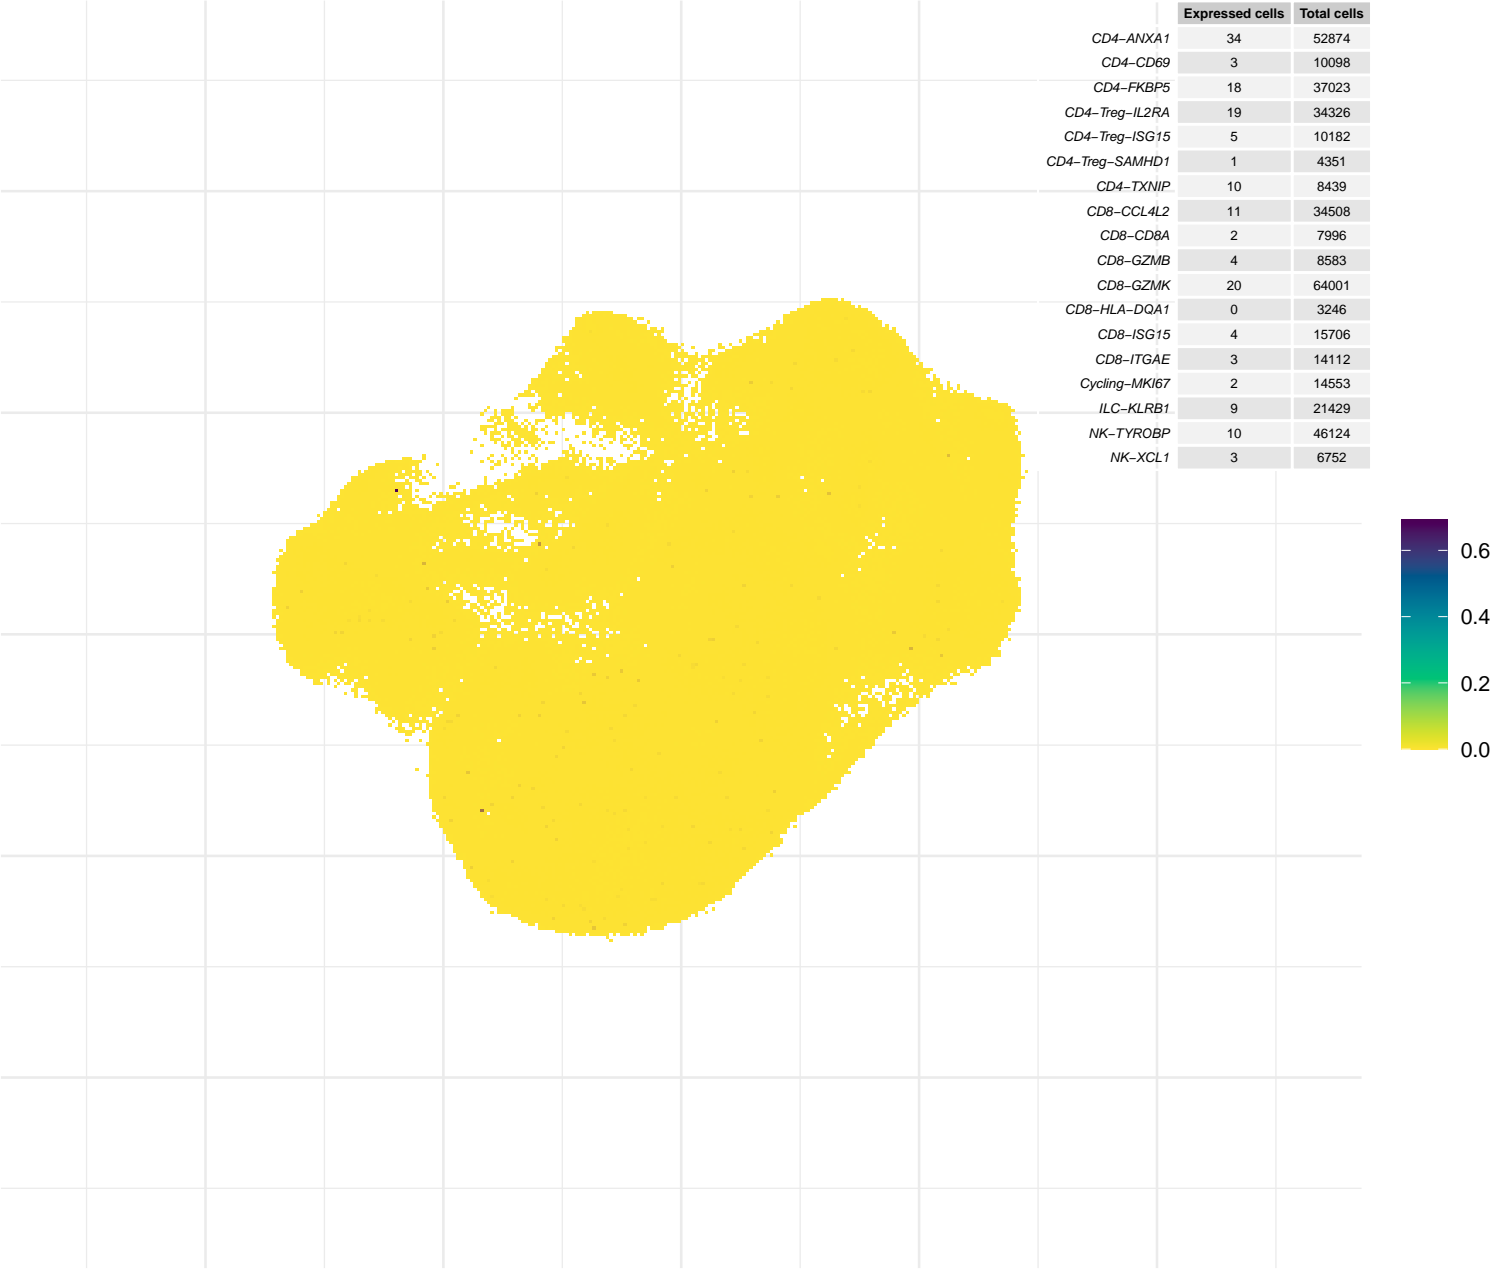 Expressed cells Total cells
CD4−ANXA1 34 52874
CD4−CD69 3 10098
CD4−FKBP5 18 37023
CD4−Treg−IL2RA 19 34326
CD4−Treg−ISG15 5 10182
CD4−Treg−SAMHD1 1 4351
CD4−TXNIP 10 8439
CD8−CCL4L2 11 34508
CD8−CD8A 2 7996
CD8−GZMB 4 8583
CD8−GZMK 20 64001
CD8−HLA−DQA1 0 3246
CD8−ISG15 4 15706
CD8−ITGAE 3 14112
Cycling−MKI67 2 14553
ILC−KLRB1 9 21429
NK−TYROBP 10 46124
NK−XCL1 3 6752
0.6
0.4
0.2
0.0